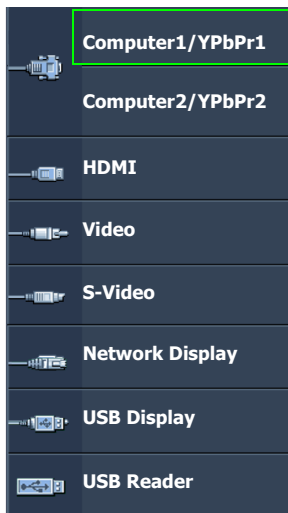 Computer1/YPbPr1
Computer2/YPbPr2
HDMI
Video
S-Video
Network Display
USB Display
USB Reader